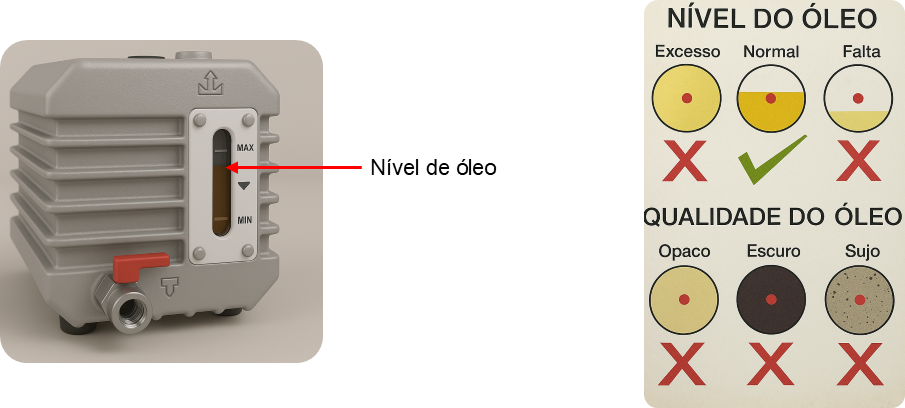 MAX
Nível de óleo
MIN
NÍVEL DO ÓLEO
Excesso Normal Falta
QUALIDADE DO ÓLEO
Opaco Escuro Sujo